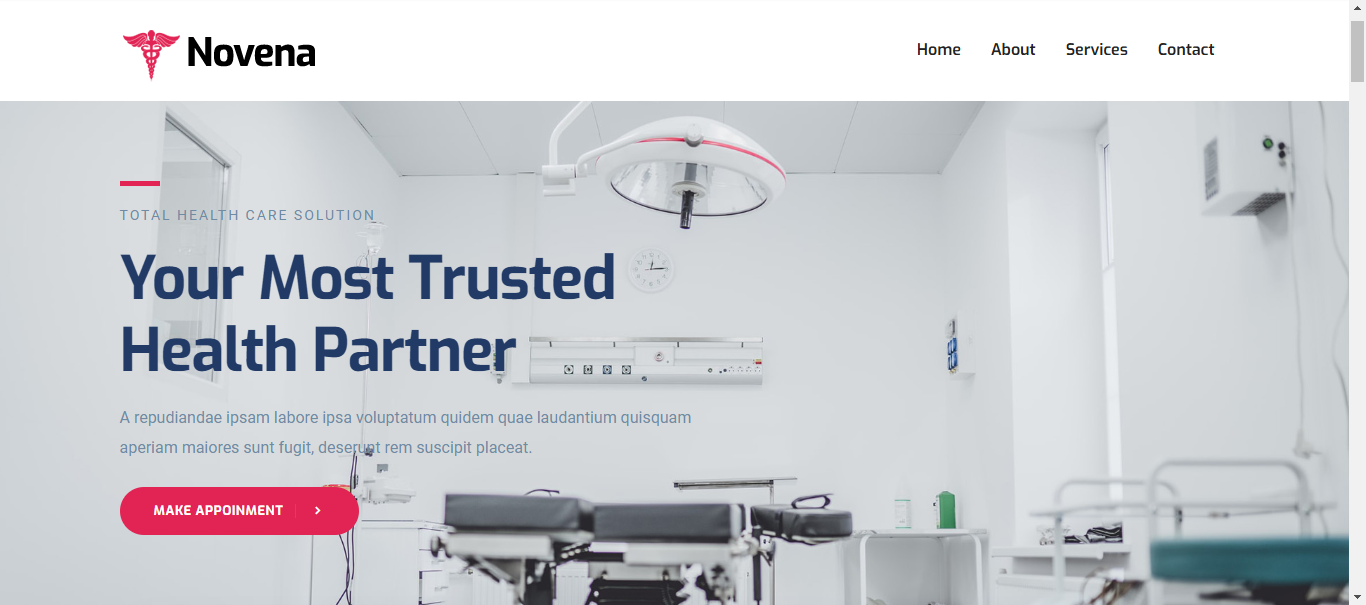 Novena
Home About Services Contact
TOTAL HEALTH CARE SOLUTION
Your Most Trusted
Health Partner
A repudiandae ipsam labore ipsa voluptatum quidem quae laudantium quisquam
aperiam maiores sunt fugit, deserunt rem suscipit placeat.
MAKE APPOINMENT